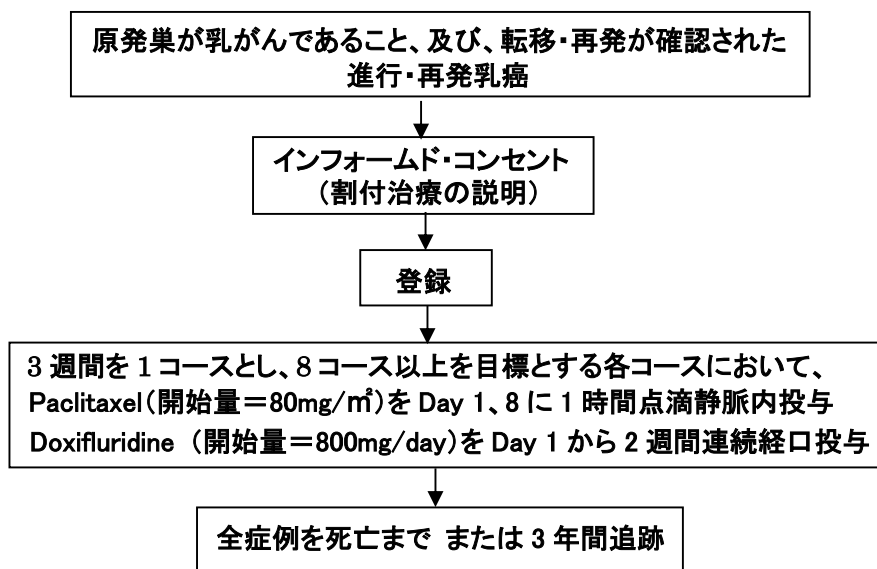 原発巣が乳がんであること、及び、転移・再発が確認された
進行・再発乳癌
インフォームド・コンセント
（割付治療の説明）
登録
3 週間を 1 コースとし、8 コース以上を目標とする各コースにおいて、
Paclitaxel（開始量＝80mg/㎡）を Day 1、8 に 1 時間点滴静脈内投与
Doxifluridine （開始量＝800mg/day）を Day 1 から 2 週間連続経口投与
全症例を死亡まで または 3 年間追跡